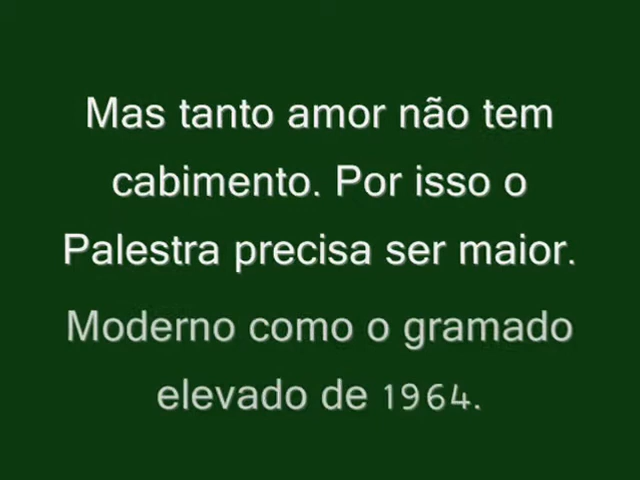 Mas tanto amor não tem
cabimento. Por isso o
Palestra precisa ser maior.
Moderno como o gramado
elevado de 1964.